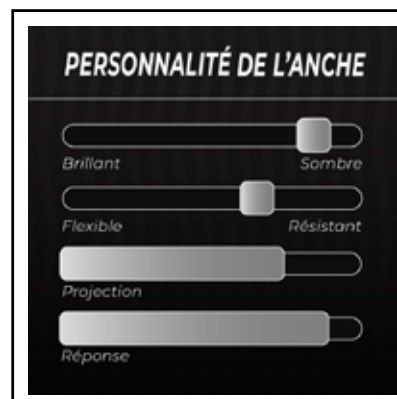 PERSONNALITÉ DE L'ANCHE
Brillant Sombre
Flexible Résistant
Projection
Réponse